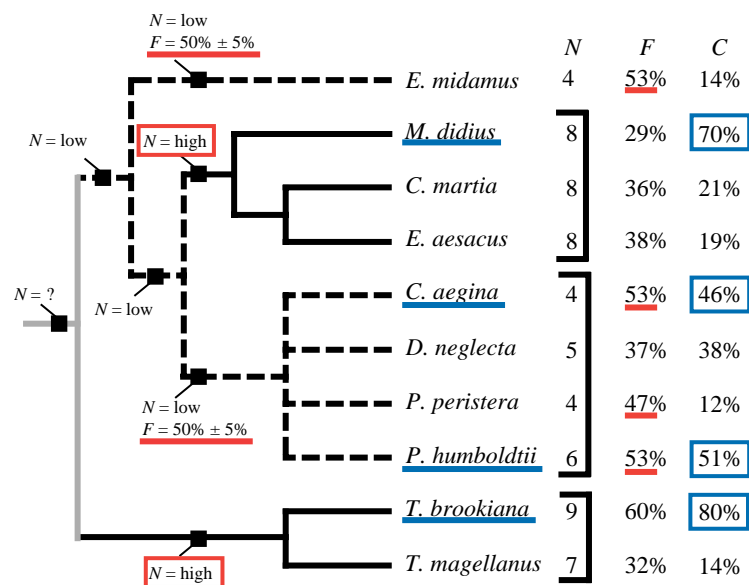 N = low
F = 50% ± 5%
N F C
E. midamus 4 53% 14%
N = low
N = high
M. didius 8 29% 70%
C. martia 8 36% 21%
E. aesacus 8 38% 19%
N = ?
N = low
C. aegina 4 53% 46%
D. neglecta 5 37% 38%
N = low
F = 50% ± 5%
P. peristera 4 47% 12%
P. humboldtii 6 53% 51%
T. brookiana 9 60% 80%
T. magellanus 7 32% 14%
N = high